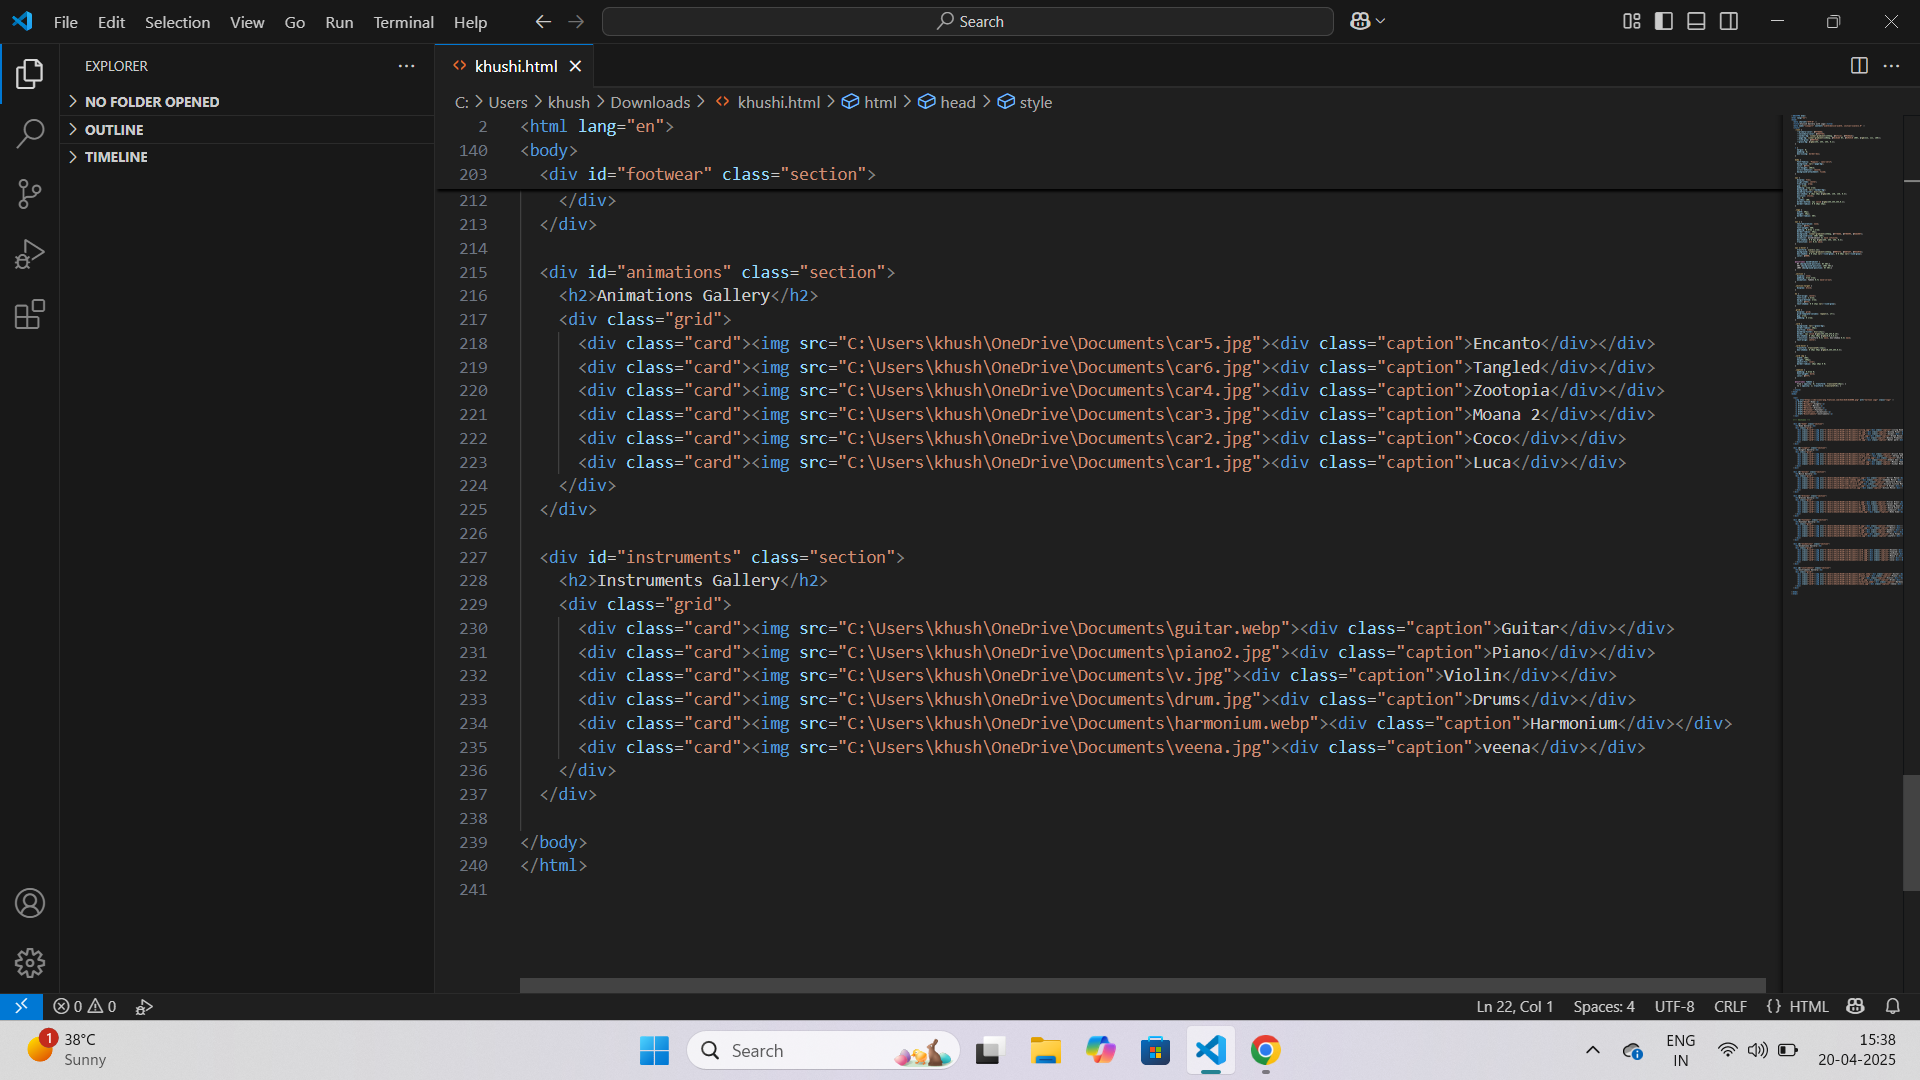 File Edit Selection View Go Run Terminal Help Search
EXPLORER
NO FOLDER OPENED
OUTLINE
TIMELINE
khushi.html
C: > Users > khush > Downloads > khushi.html > html > head > style
2 <html lang="en">
140 <body>
203 <div id="footwear" class="section">
212 </div>
213 </div>
214
215 <div id="animations" class="section">
216 <h2>Animations Gallery</h2>
217 <div class="grid">
218 <div class="card"><img src="C:\Users\khush\OneDrive\Documents\car5.jpg"><div class="caption">Encanto</div></div>
219 <div class="card"><img src="C:\Users\khush\OneDrive\Documents\car6.jpg"><div class="caption">Tangled</div></div>
220 <div class="card"><img src="C:\Users\khush\OneDrive\Documents\car4.jpg"><div class="caption">Zootopia</div></div>
221 <div class="card"><img src="C:\Users\khush\OneDrive\Documents\car3.jpg"><div class="caption">Moana 2</div></div>
222 <div class="card"><img src="C:\Users\khush\OneDrive\Documents\car2.jpg"><div class="caption">Coco</div></div>
223 <div class="card"><img src="C:\Users\khush\OneDrive\Documents\car1.jpg"><div class="caption">Luca</div></div>
224 </div>
225 </div>
226
227 <div id="instruments" class="section">
228 <h2>Instruments Gallery</h2>
229 <div class="grid">
230 <div class="card"><img src="C:\Users\khush\OneDrive\Documents\guitar.webp"><div class="caption">Guitar</div></div>
231 <div class="card"><img src="C:\Users\khush\OneDrive\Documents\piano2.jpg"><div class="caption">Piano</div></div>
232 <div class="card"><img src="C:\Users\khush\OneDrive\Documents\v.jpg"><div class="caption">Violin</div></div>
233 <div class="card"><img src="C:\Users\khush\OneDrive\Documents\drum.jpg"><div class="caption">Drums</div></div>
234 <div class="card"><img src="C:\Users\khush\OneDrive\Documents\harmonium.webp"><div class="caption">Harmonium</div></div>
235 <div class="card"><img src="C:\Users\khush\OneDrive\Documents\veena.jpg"><div class="caption">veena</div></div>
236 </div>
237 </div>
238
239 </body>
240 </html>
241
0 0 Ln 22, Col 1 Spaces: 4 UTF-8 CRLF {} HTML
1 38°C
Sunny
Search
ENG
IN
15:38
20-04-2025